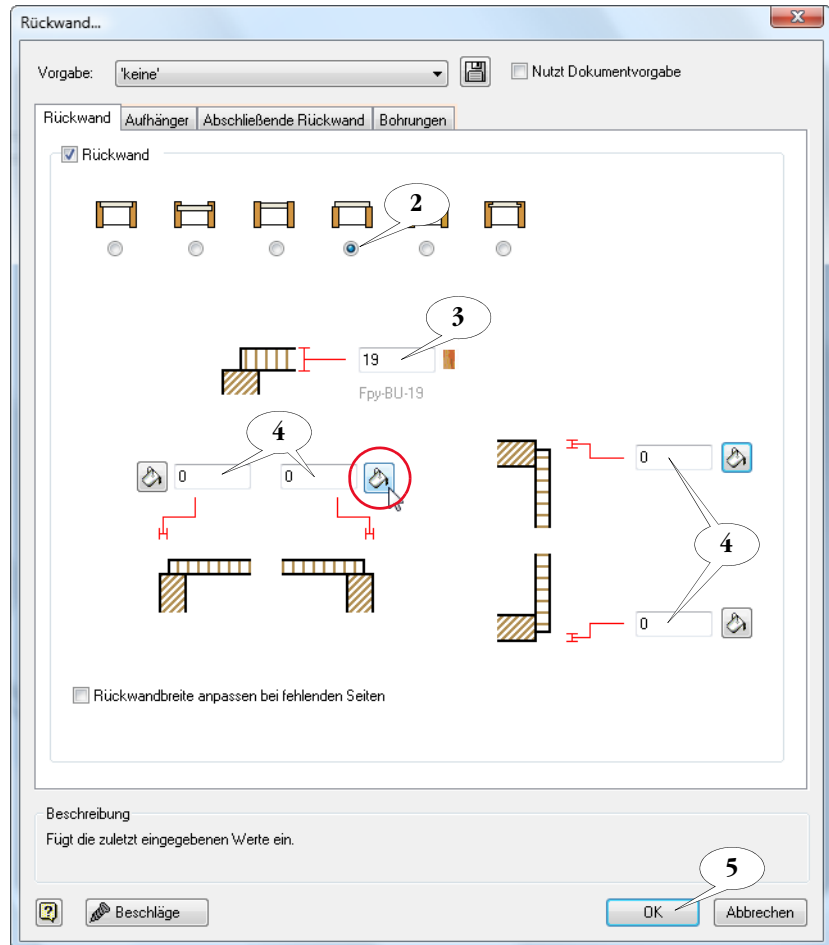 Rückwand...
Vorgabe: 'keine' Nutzt Dokumentvorgabe
Rückwand Aufhänger Abschließende Rückwand Bohrungen
Rückwand
2
3
19
Fpy-BU-19
4
0 0
0
4
0
Rückwandbreite anpassen bei fehlenden Seiten
Beschreibung
Fügt die zuletzt eingegebenen Werte ein.
5
Beschläge OK Abbrechen